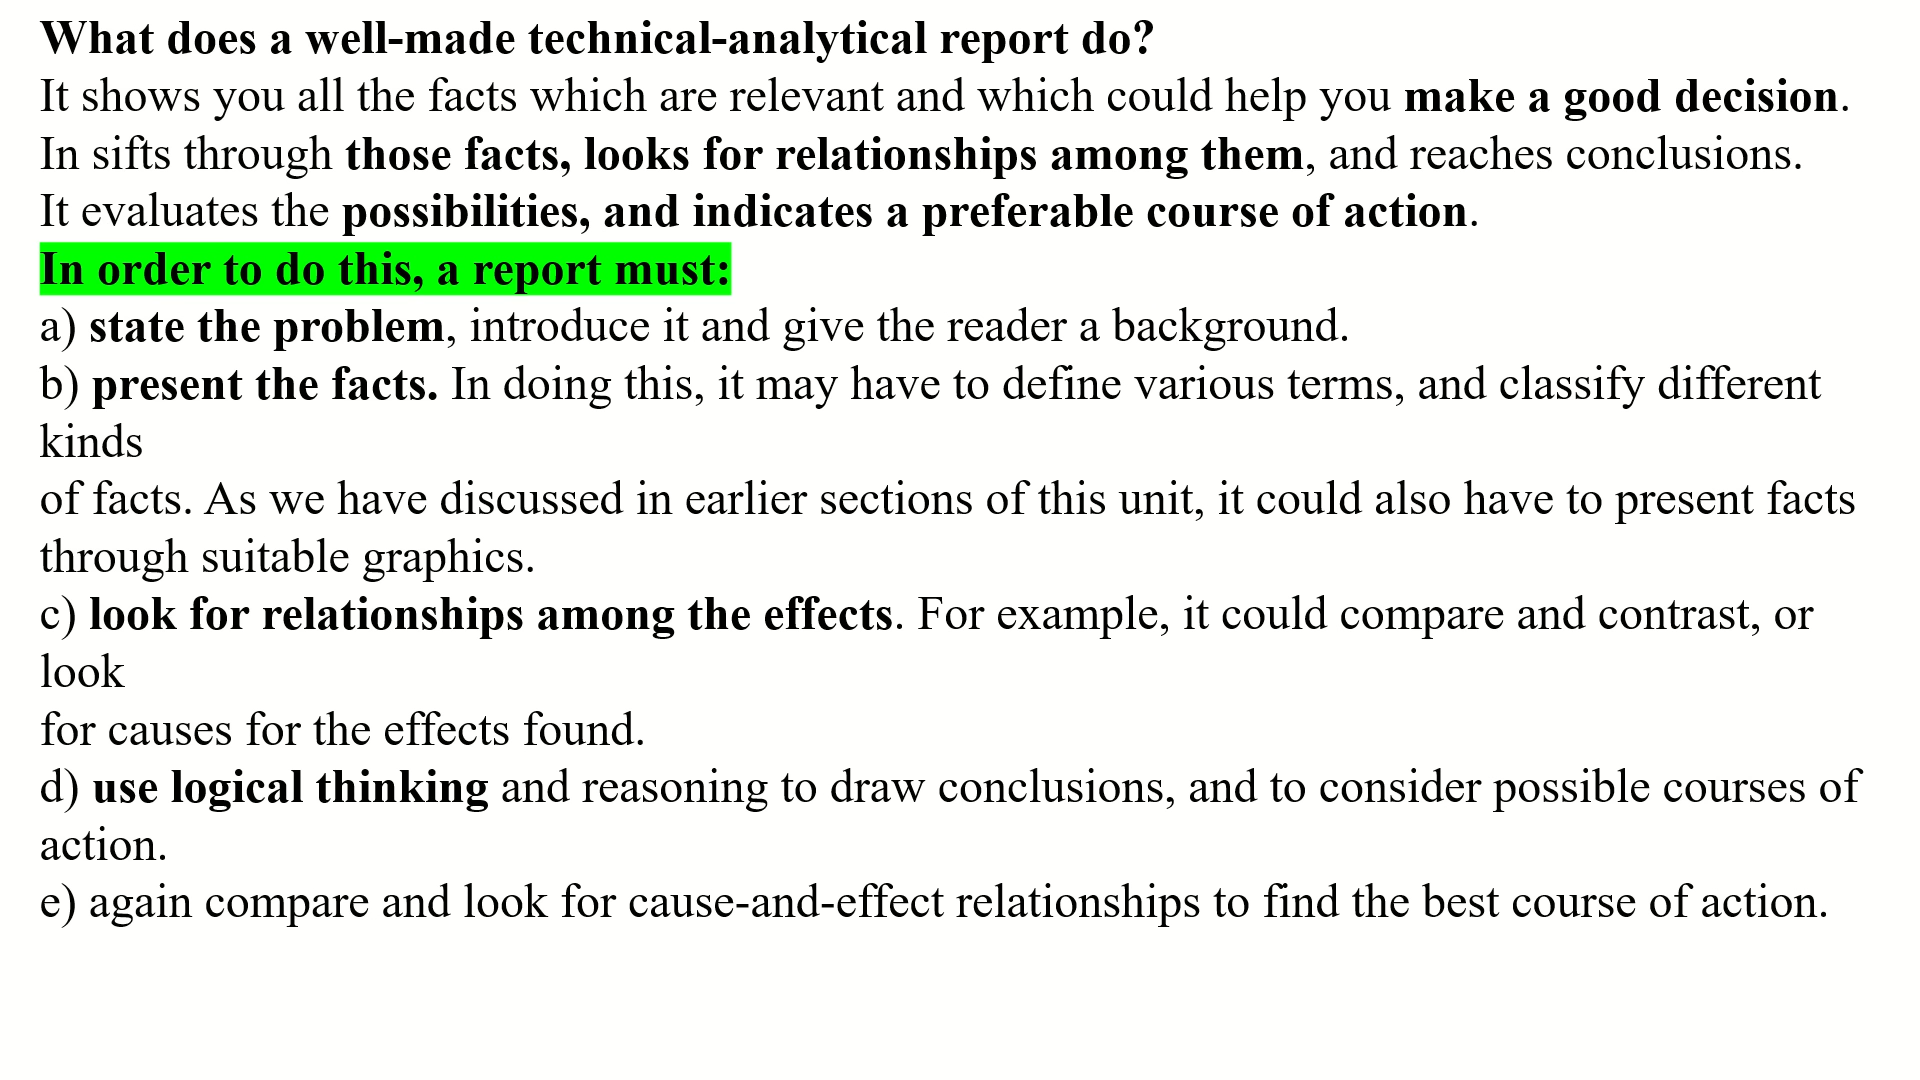 What does a well-made technical-analytical report do?
It shows you all the facts which are relevant and which could help you make a good decision.
In sifts through those facts, looks for relationships among them, and reaches conclusions.
It evaluates the possibilities, and indicates a preferable course of action.
In order to do this, a report must:
a) state the problem, introduce it and give the reader a background.
b) present the facts. In doing this, it may have to define various terms, and classify different
kinds
of facts. As we have discussed in earlier sections of this unit, it could also have to present facts
through suitable graphics.
c) look for relationships among the effects. For example, it could compare and contrast, or
look
for causes for the effects found.
d) use logical thinking and reasoning to draw conclusions, and to consider possible courses of
action.
e) again compare and look for cause-and-effect relationships to find the best course of action.